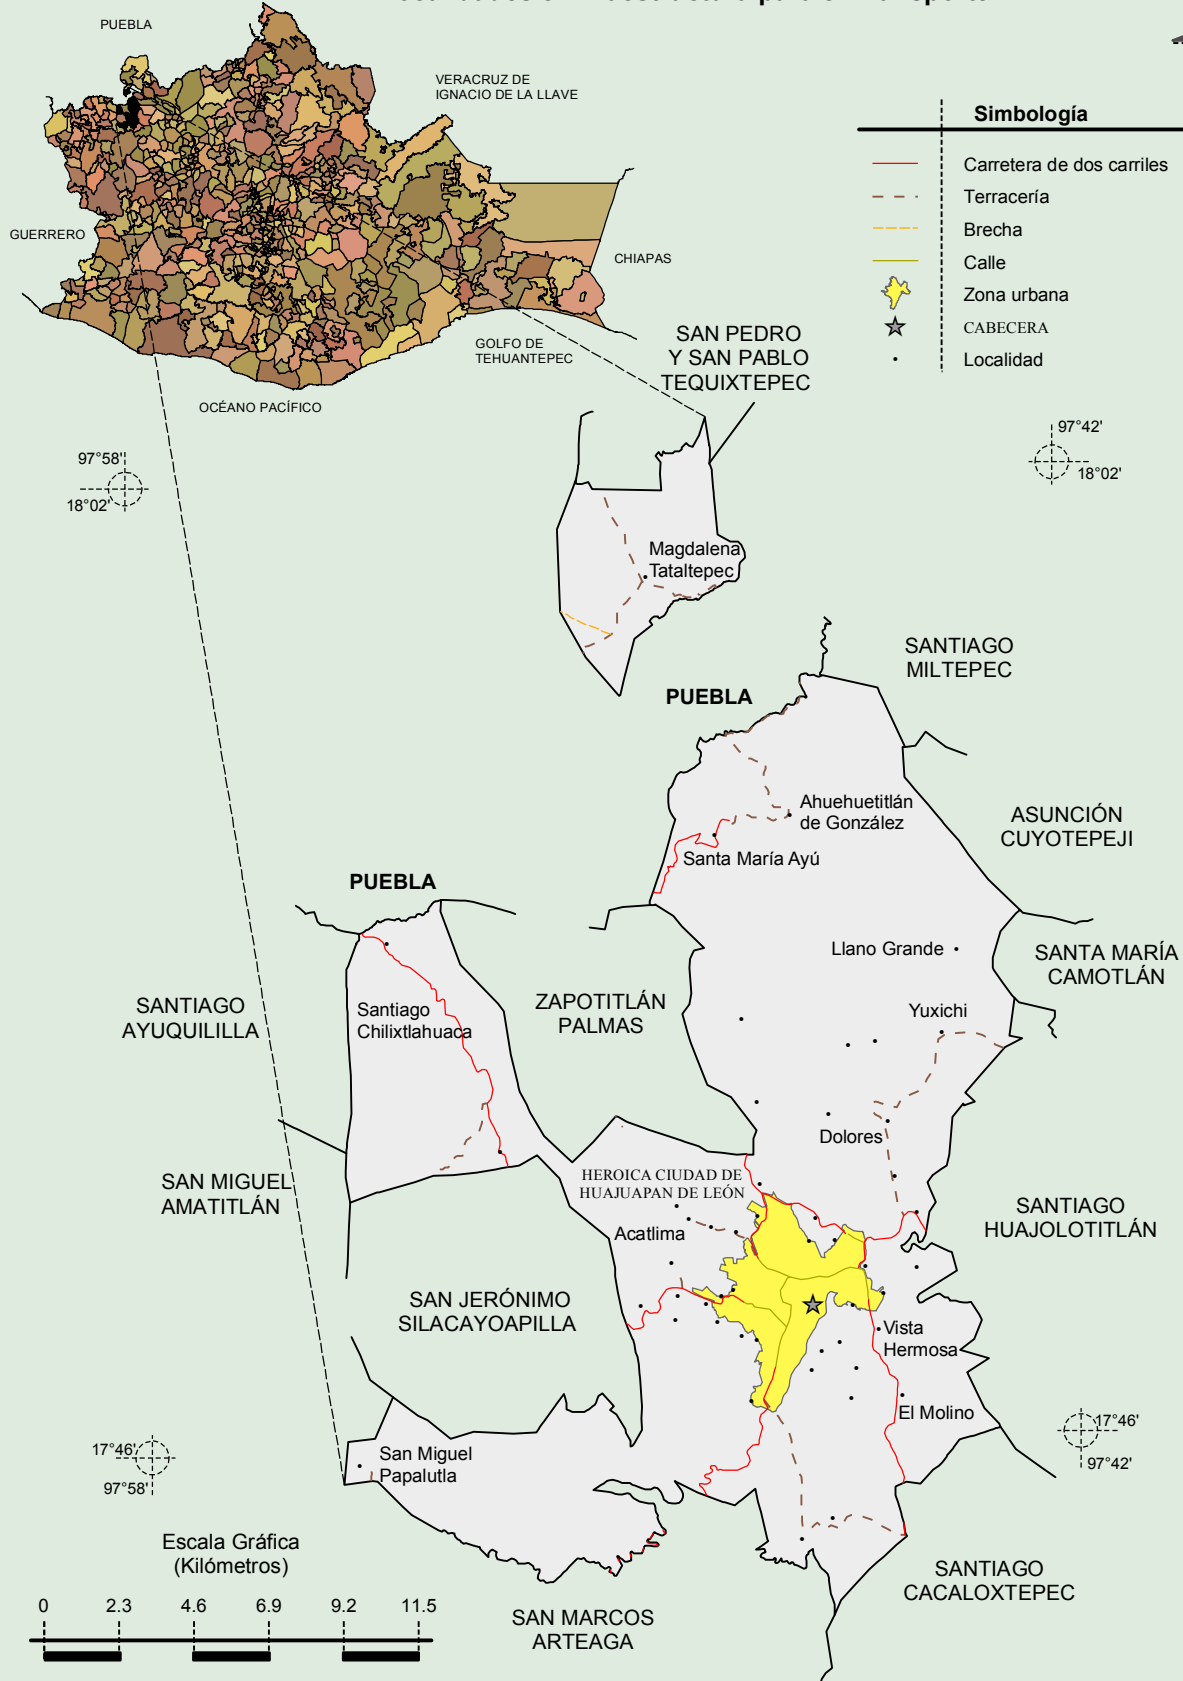 PUEBLA
VERACRUZ DE
IGNACIO DE LA LLAVE
GUERRERO
CHIAPAS
GOLFO DE
TEHUANTEPEC
OCÉANO PACÍFICO
Simbología
Carretera de dos carriles
Terracería
Brecha
Calle
Zona urbana
CABECERA
Localidad
SAN PEDRO
Y SAN PABLO
TEQUIXTEPEC
97°58'
18°02'
97°42'
18°02'
Magdalena
Tataltepec
SANTIAGO
MILTEPEC
PUEBLA
Ahuehuetitlán
de González
ASUNCIÓN
CUYOTEPEJI
Santa María Ayú
PUEBLA
Llano Grande
SANTA MARÍA
CAMOTLÁN
SANTIAGO
AYUQUILILLA
Santiago
Chilixtlahuaca
ZAPOTITLÁN
PALMAS
Yuxichi
Dolores
SAN MIGUEL
AMATITLÁN
HEROICA CIUDAD DE
HUAJUAPAN DE LEÓN
SANTIAGO
HUAJOLOTITLÁN
Acatlima
SAN JERÓNIMO
SILACAYOAPILLA
Vista
Hermosa
El Molino
17°46'
97°58'
San Miguel
Papalutla
17°46'
97°42'
Escala Gráfica
(Kilómetros)
0 2.3 4.6 6.9 9.2 11.5
SANTIAGO
CACALOXTEPEC
SAN MARCOS
ARTEAGA